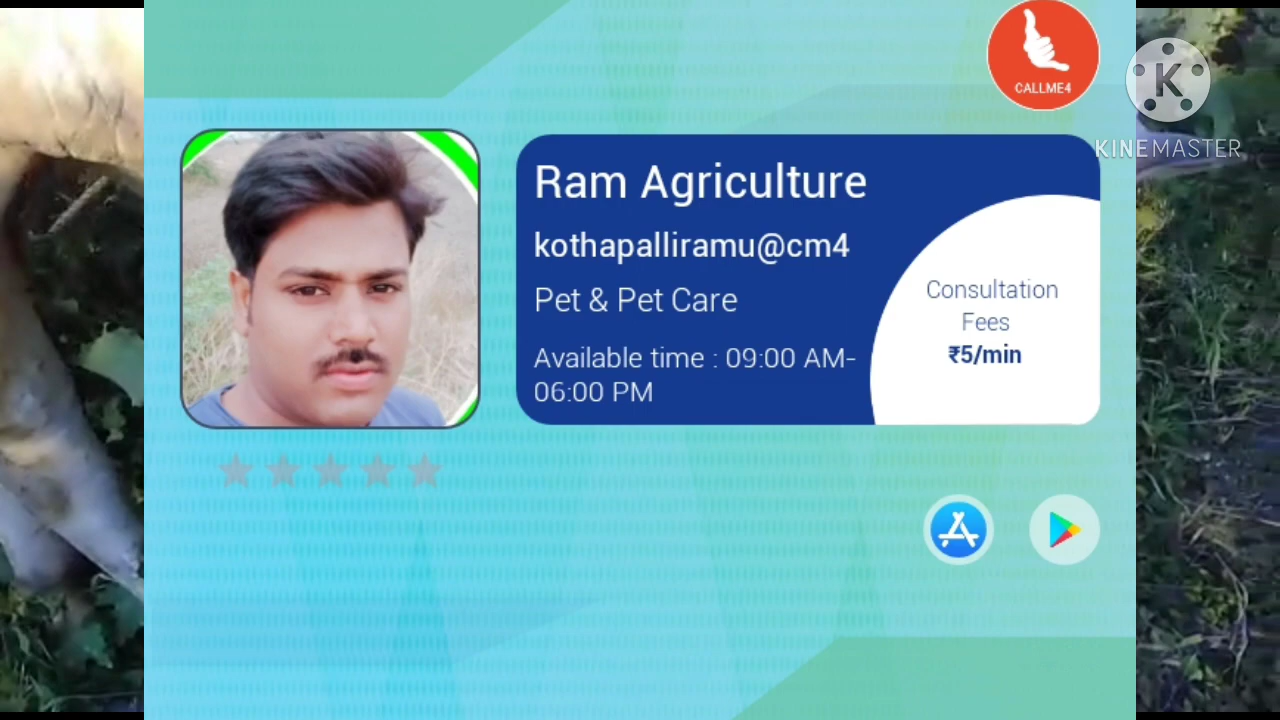 CALLME4
K
KINEMASTER
Ram Agriculture
kothapalliramu@cm4
Pet & Pet Care
Available time : 09:00 AM-
06:00 PM
Consultation
Fees
₹5/min